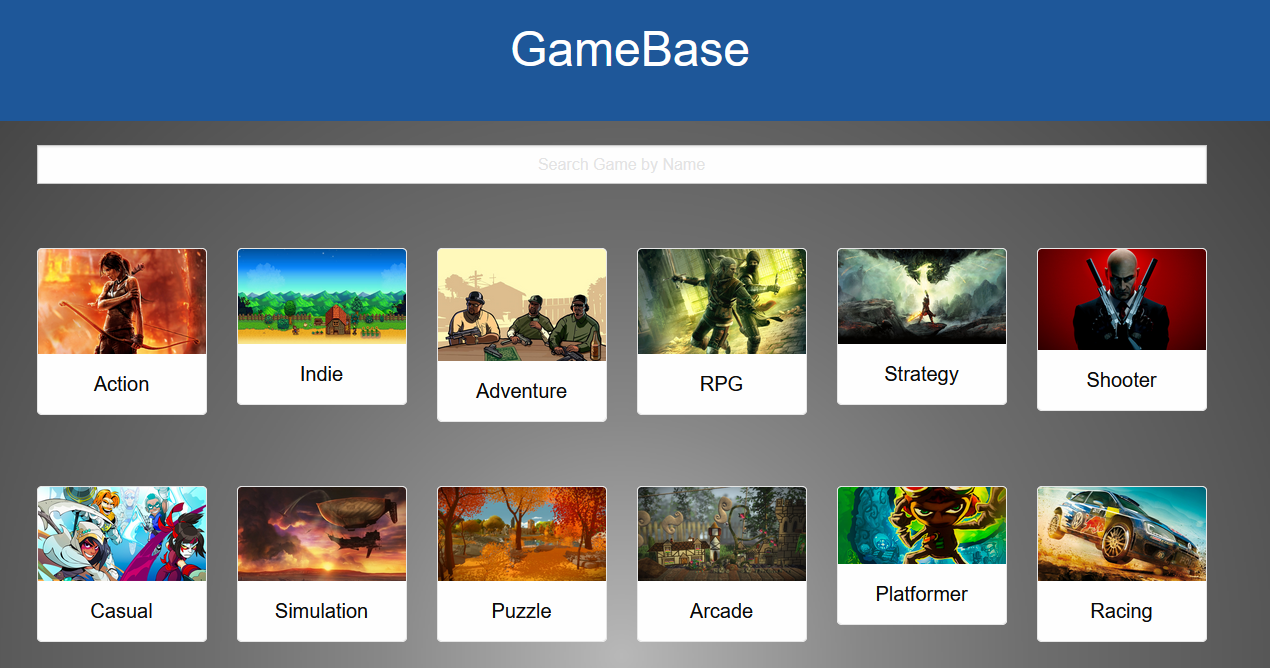 GameBase
Search Game by Name
Action
Indie
Adventure
RPG
Strategy
Shooter
Casual
Simulation
Puzzle
Arcade
Platformer
Racing